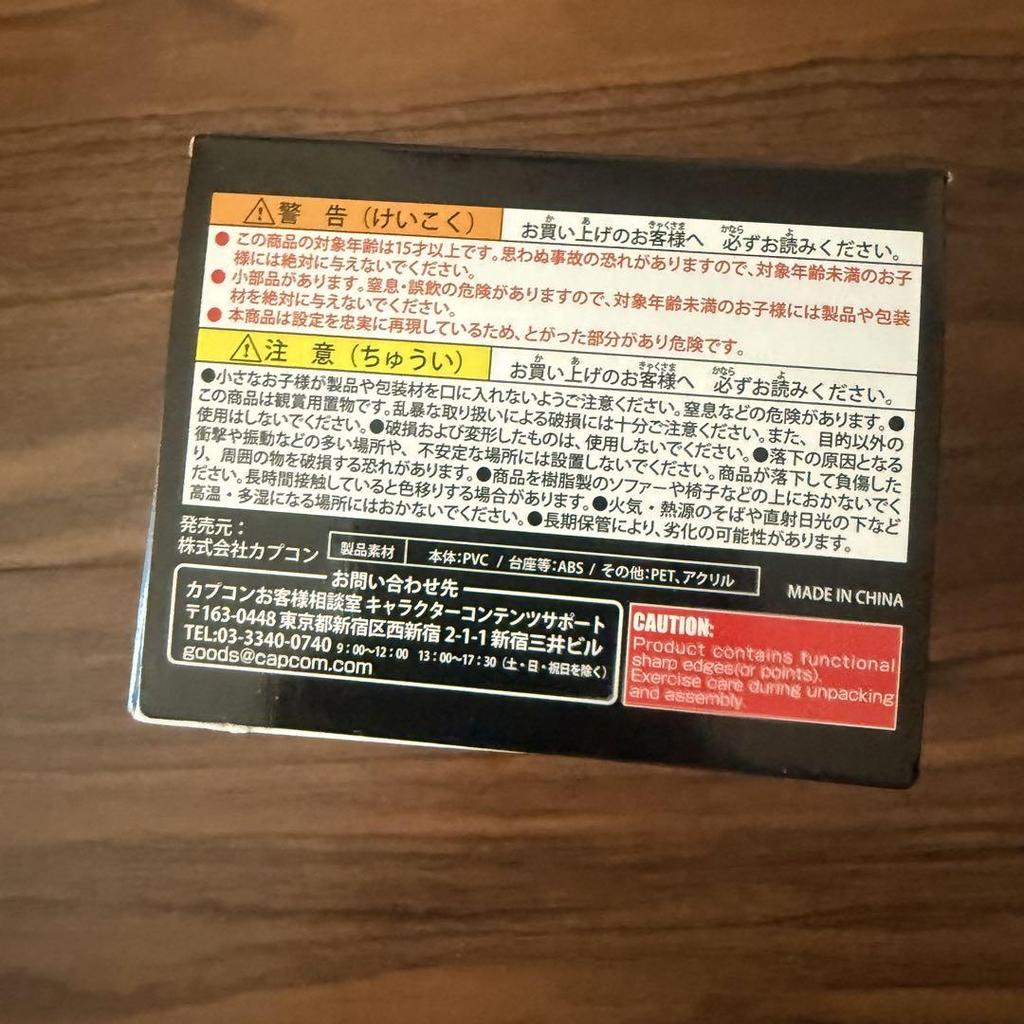 ⚠警 告 (けいこく)
お買い上げのお客様へ 必ずお読みください。
●この商品の対象年齢は15才以上です。思わぬ事故の恐れがありますので、対象年齢未満のお子
様には絶対に与えないでください。
●小部品があります。窒息・誤飲の危険がありますので、対象年齢未満のお子様には製品や包装
材を絶対に与えないでください。
●本商品は設定を忠実に再現しているため、とがった部分があり危険です。
⚠注 意 (ちゅうい)
お買い上げのお客様へ 必ずお読みください。
●小さなお子様が製品や包装材を口に入れないようご注意ください。窒息などの危険があります。●
この商品は観賞用置物です。乱暴な取り扱いによる破損には十分ご注意ください。また、目的以外の
使用はしないでください。●破損および変形したものは、使用しないでください。●落下の原因となる
衝撃や振動などの多い場所や、不安定な場所には設置しないでください。商品が落下して負傷した
り、周囲の物を破損する恐れがあります。●商品を樹脂製のソファーや椅子などの上におかないでく
ださい。長時間接触していると色移りする場合があります。●火気・熱源のそばや直射日光の下など
高温・多湿になる場所にはおかないでください。●長期保管により、劣化の可能性があります。
発売元：
株式会社カプコン
製品素材 本体:PVC / 台座等:ABS / その他:PET、アクリル
MADE IN CHINA
お問い合わせ先
カプコンお客様相談室 キャラクターコンテンツサポート
〒163-0448 東京都新宿区西新宿 2-1-1 新宿三井ビル
TEL:03-3340-0740 9：00〜12：00 13：00〜17：30 (土・日・祝日を除く)
goods@capcom.com
CAUTION:
Product contains functional
sharp edges(or points).
Exercise care during unpacking
and assembly.